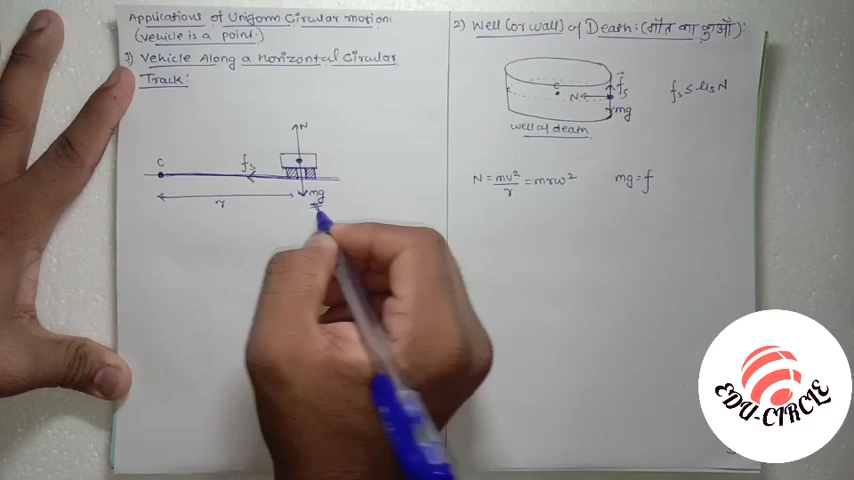 Applications of Uniform Circular motion:
(vehicle is a point.)
1) Vehicle Along a Horizontal Circular
Track:
N
C
fs
mg
r
2) Well (or wall) of Death: (मौत का कुआँ):
C
N
fs
mg
fs ≤ μs N
Well of death
N = mv²/r = mrω²
mg = f
EDU-CIRCLE